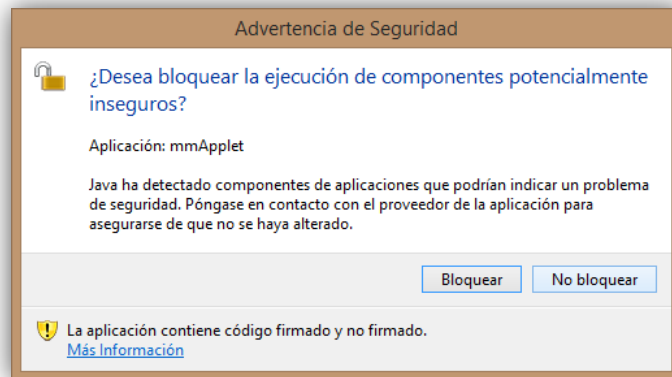 Advertencia de Seguridad
¿Desea bloquear la ejecución de componentes potencialmente
inseguros?
Aplicación: mmApplet
Java ha detectado componentes de aplicaciones que podrían indicar un problema
de seguridad. Póngase en contacto con el proveedor de la aplicación para
asegurarse de que no se haya alterado.
Bloquear No bloquear
La aplicación contiene código firmado y no firmado.
Más Información